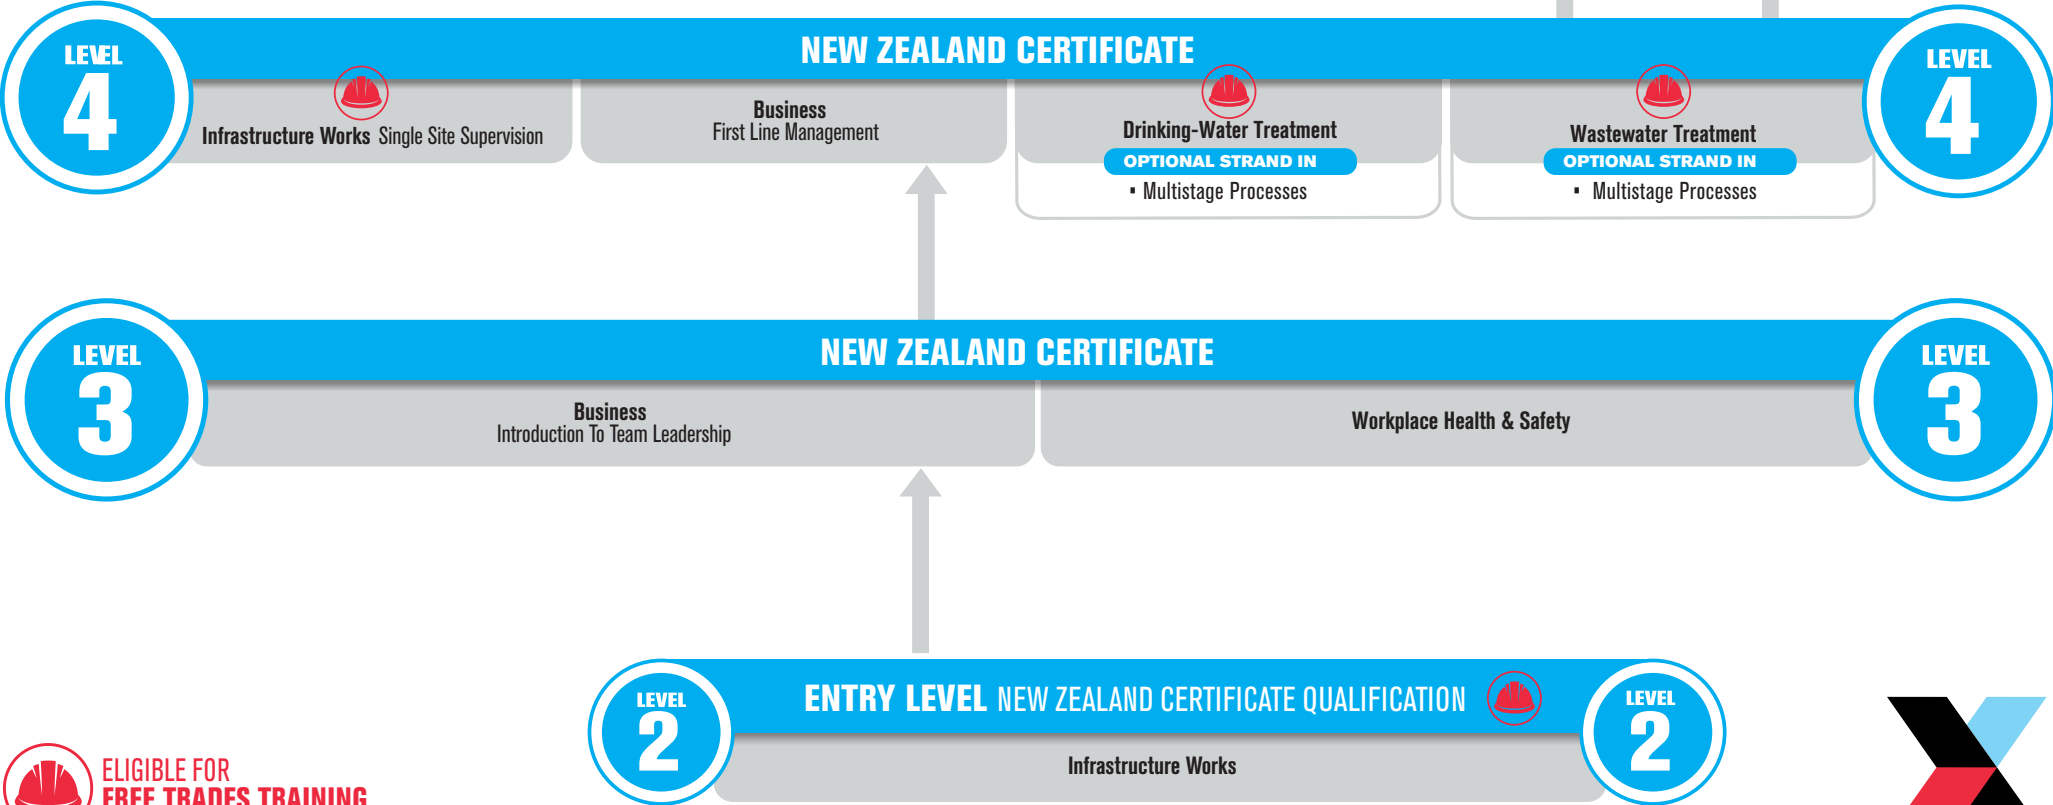 LEVEL
4
NEW ZEALAND CERTIFICATE
LEVEL
4
Infrastructure Works Single Site Supervision
Business
First Line Management
Drinking-Water Treatment
OPTIONAL STRAND IN
▪ Multistage Processes
Wastewater Treatment
OPTIONAL STRAND IN
▪ Multistage Processes
LEVEL
3
NEW ZEALAND CERTIFICATE
LEVEL
3
Business
Introduction To Team Leadership
Workplace Health & Safety
LEVEL
2
ENTRY LEVEL NEW ZEALAND CERTIFICATE QUALIFICATION
LEVEL
2
Infrastructure Works
ELIGIBLE FOR
FREE TRADES TRAINING